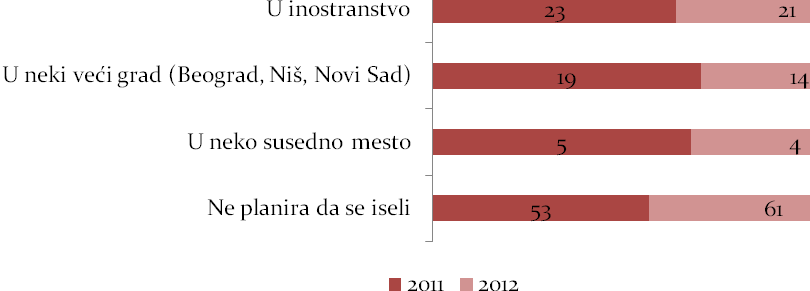 U inostranstvo 23 21
U neki veći grad (Beograd, Niš, Novi Sad) 19 14
U neko susedno mesto 5 4
Ne planira da se iseli 53 61
2011 2012